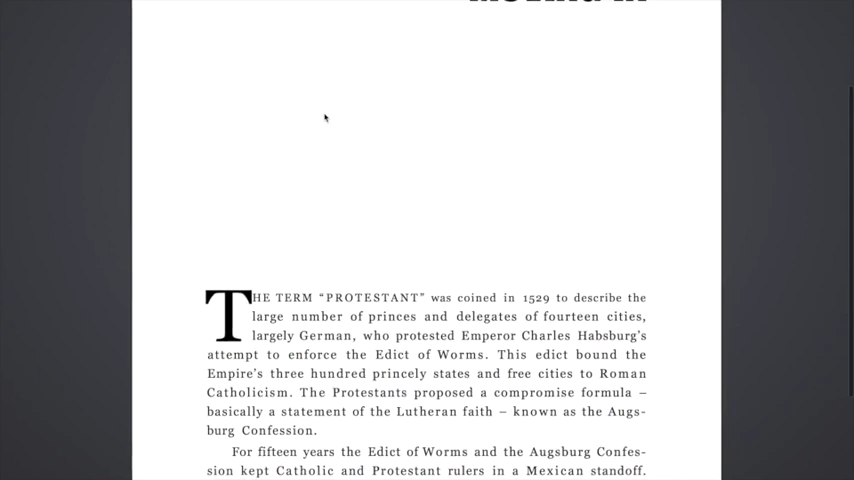 THE TERM “PROTESTANT” was coined in 1529 to describe the
large number of princes and delegates of fourteen cities,
largely German, who protested Emperor Charles Habsburg’s
attempt to enforce the Edict of Worms. This edict bound the
Empire’s three hundred princely states and free cities to Roman
Catholicism. The Protestants proposed a compromise formula –
basically a statement of the Lutheran faith – known as the Augs-
burg Confession.
For fifteen years the Edict of Worms and the Augsburg Confes-
sion kept Catholic and Protestant rulers in a Mexican standoff.